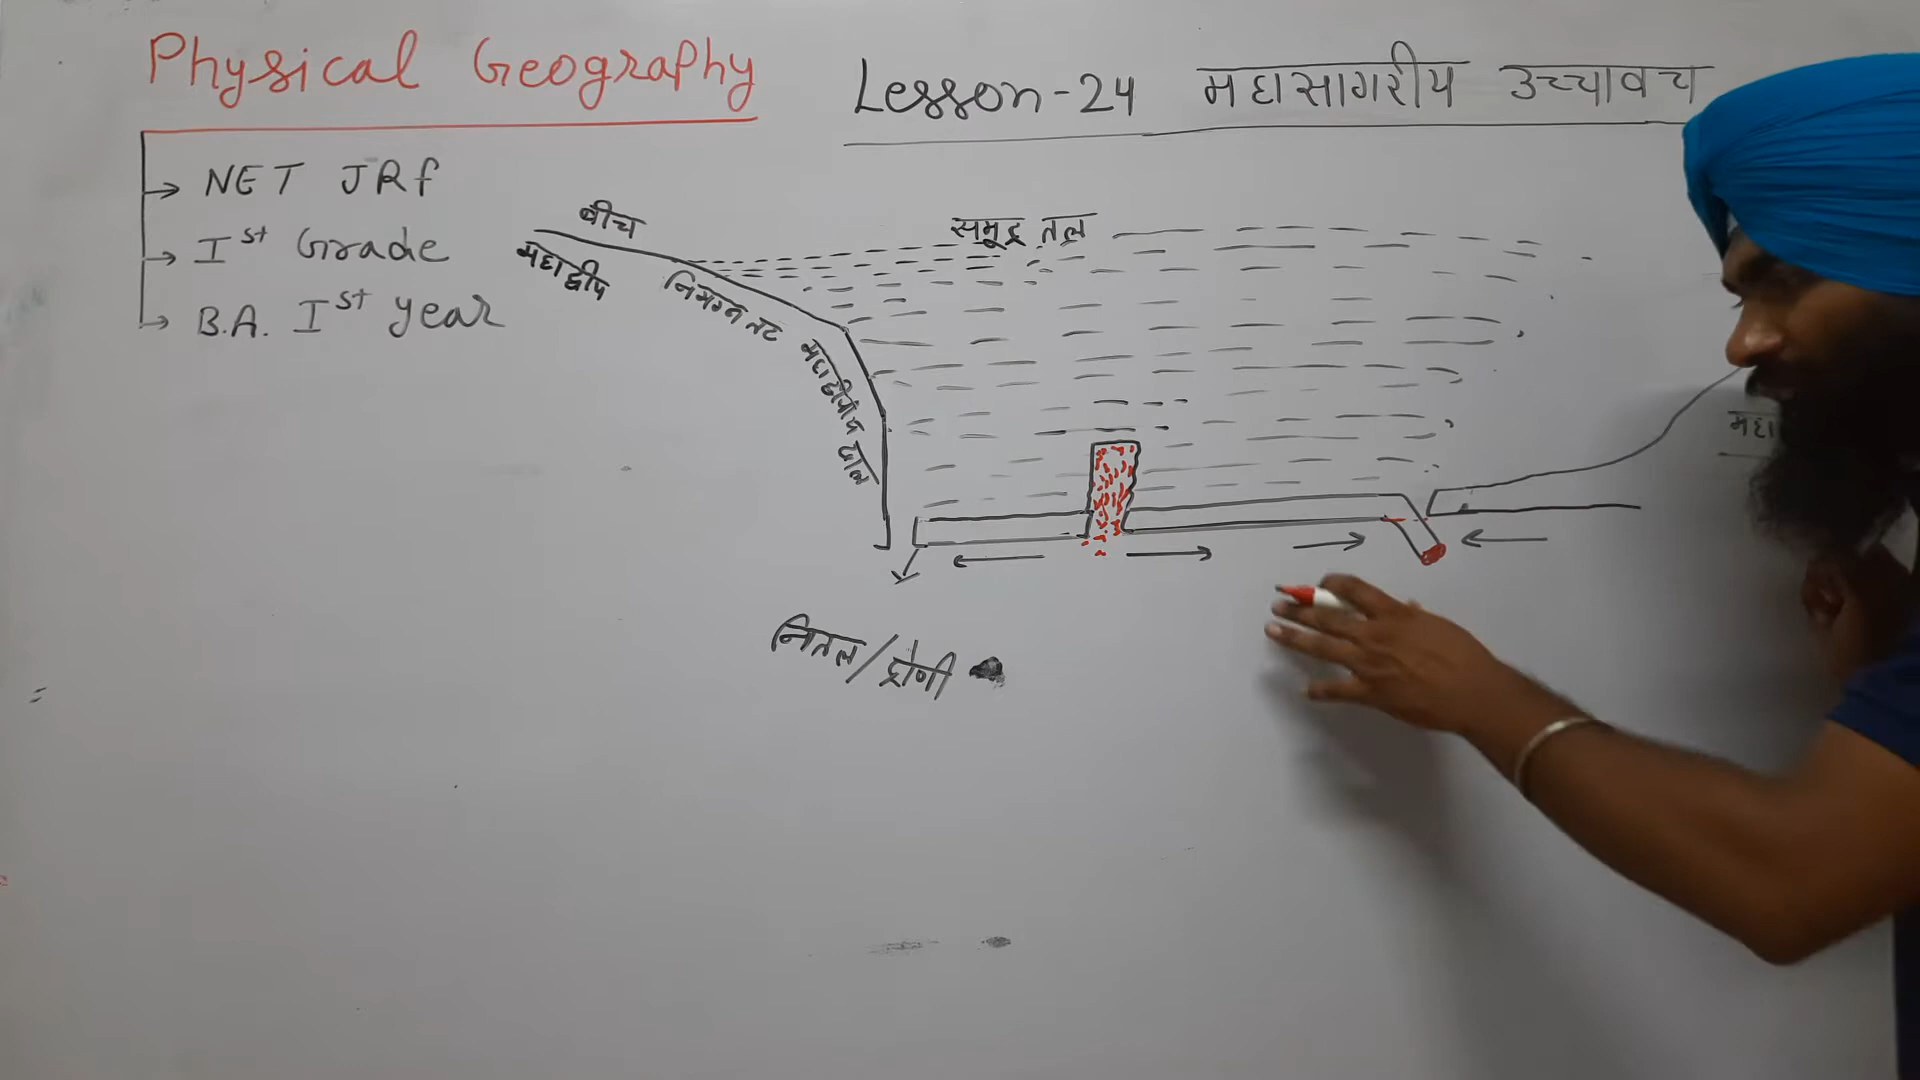 Physical Geography
Lesson-24 महासागरीय उच्चावच
NET JRf
Ist Grade
B.A. Ist year
बीच
महाद्वीप
निमग्न तट
महाद्वीपीय ढाल
समुद्र तल
नितल/द्रोणी
महा